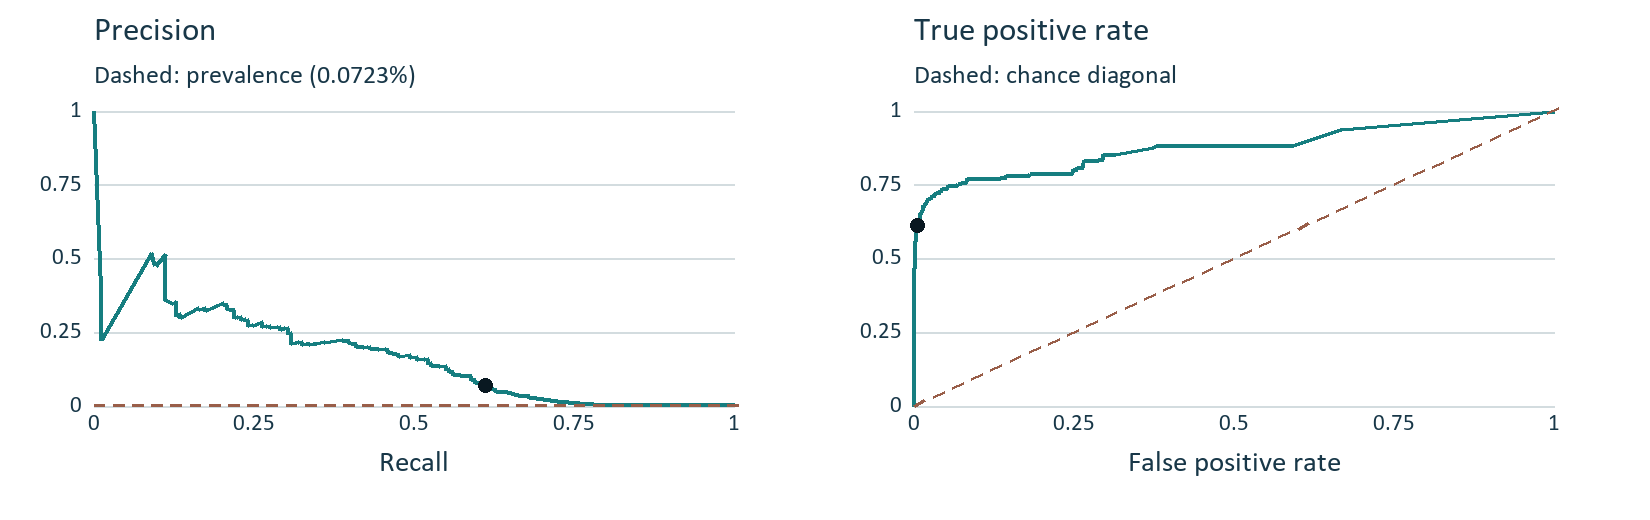 Precision
Dashed: prevalence (0.0723%)
1
0.75
0.5
0.25
0
0 0.25 0.5 0.75 1
Recall
True positive rate
Dashed: chance diagonal
1
0.75
0.5
0.25
0
0 0.25 0.5 0.75 1
False positive rate